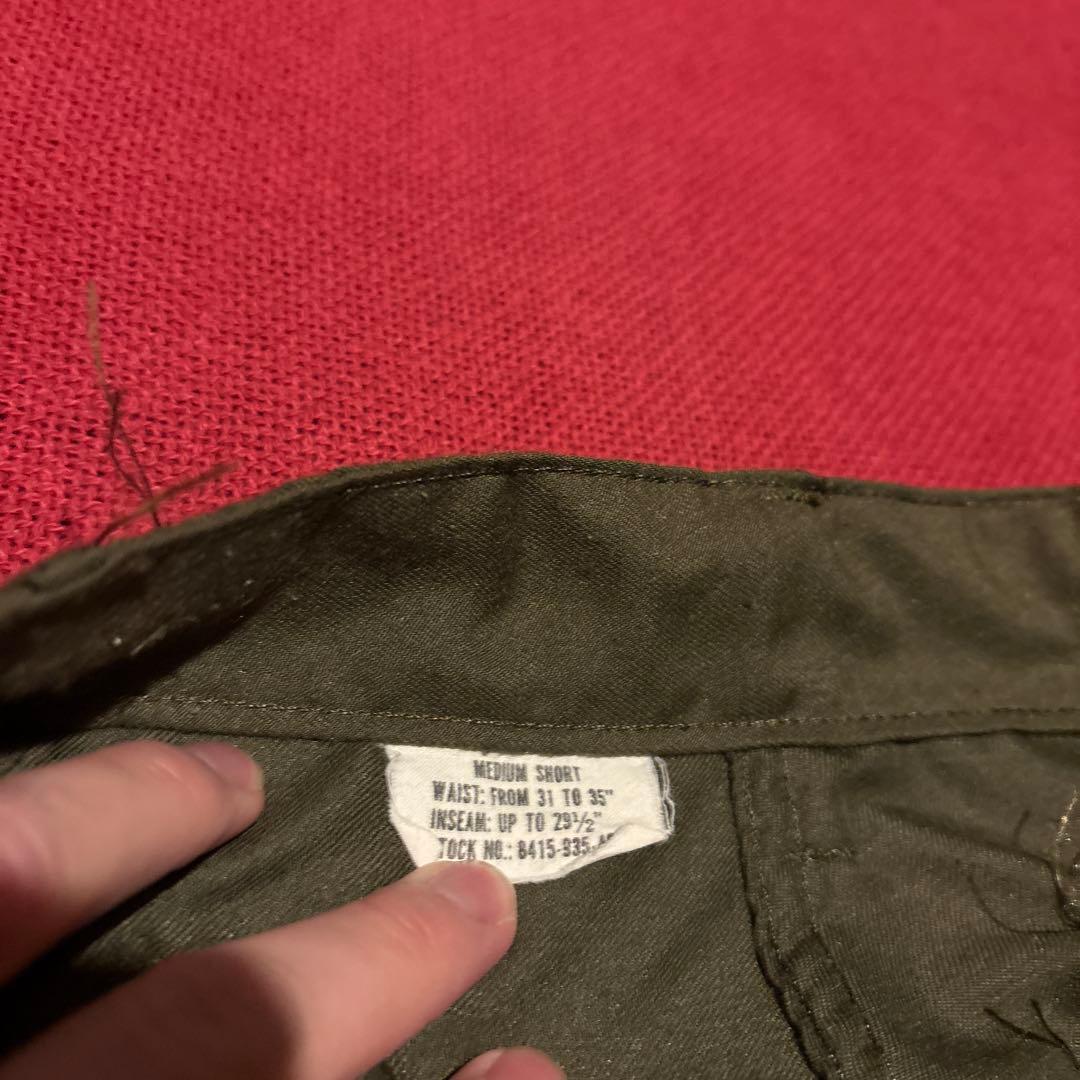 MEDIUM SHORT
WAIST: FROM 31 TO 35"
INSEAM: UP TO 29½"
TOCK NO.: 8415-935-